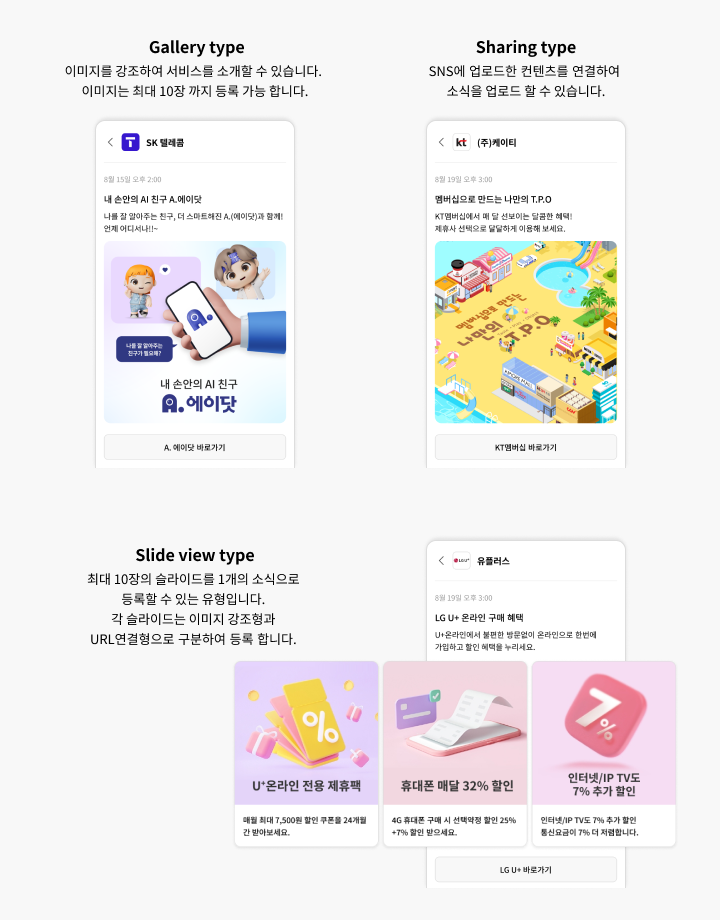 Gallery type
이미지를 강조하여 서비스를 소개할 수 있습니다.
이미지는 최대 10장 까지 등록 가능 합니다.
SK 텔레콤
8월 15일 오후 2:00
내 손안의 AI 친구 A.에이닷
나를 잘 알아주는 친구, 더 스마트해진 A.(에이닷)과 함께!
언제 어디서나!!~
나를 잘 알아주는
친구가 필요해?
내 손안의 AI 친구
A.에이닷
A. 에이닷 바로가기
Sharing type
SNS에 업로드한 컨텐츠를 연결하여
소식을 업로드 할 수 있습니다.
kt
(주)케이티
8월 19일 오후 3:00
멤버십으로 만드는 나만의 T.P.O
KT멤버십에서 매 달 선보이는 달콤한 혜택!
제휴사 선택으로 달달하게 이용해 보세요.
멤버십으로 만드는
나만의 T.P.O
KT멤버십 바로가기
Slide view type
최대 10장의 슬라이드를 1개의 소식으로
등록할 수 있는 유형입니다.
각 슬라이드는 이미지 강조형과
URL연결형으로 구분하여 등록 합니다.
LG U+
유플러스
8월 19일 오후 3:00
LG U+ 온라인 구매 혜택
U+온라인에서 불편한 방문없이 온라인으로 한번에
가입하고 할인 혜택을 누리세요.
%
U+온라인 전용 제휴팩
매월 최대 7,500원 할인 쿠폰을 24개월
간 받아보세요.
휴대폰 매달 32% 할인
4G 휴대폰 구매 시 선택약정 할인 25%
+7% 할인 받으세요.
7%
인터넷/IP TV도
7% 추가 할인
인터넷/IP TV도 7% 추가 할인
통신요금이 7% 더 저렴합니다.
LG U+ 바로가기